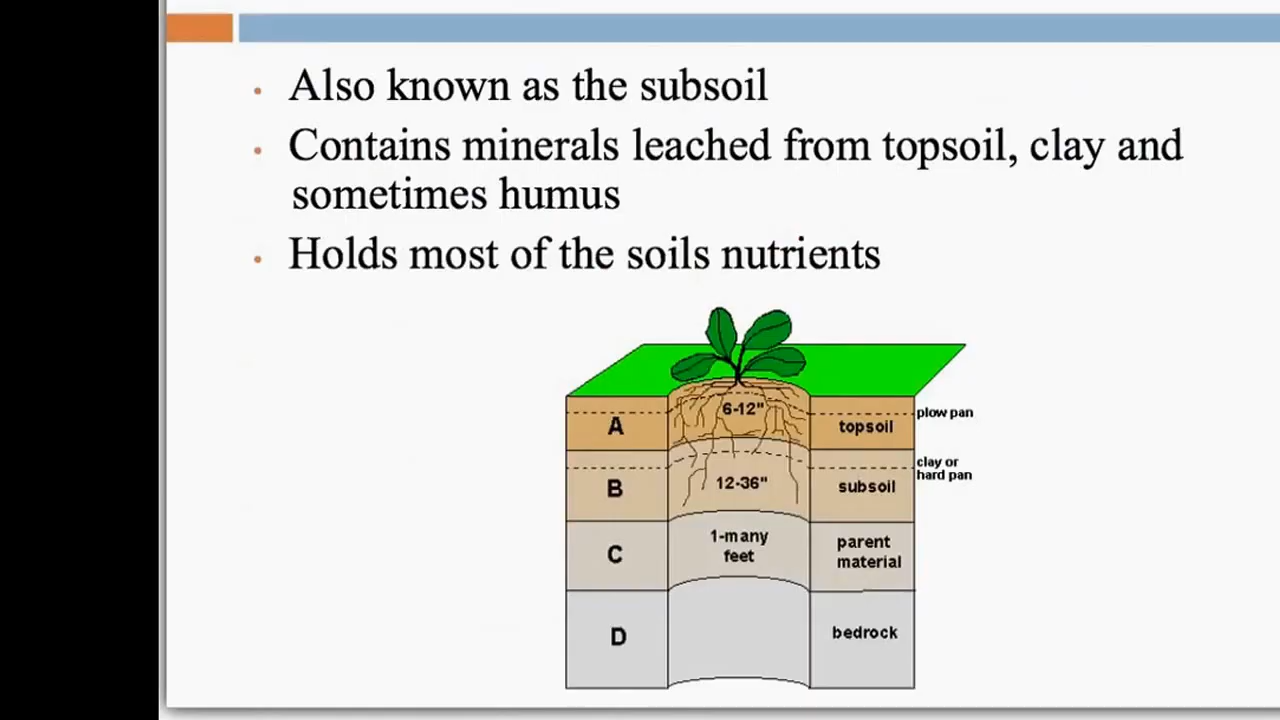 Also known as the subsoil
Contains minerals leached from topsoil, clay and
sometimes humus
Holds most of the soils nutrients
6-12"
A
topsoil
plow pan
clay or
hard pan
B
12-36"
subsoil
1-many
feet
C
parent
material
D
bedrock